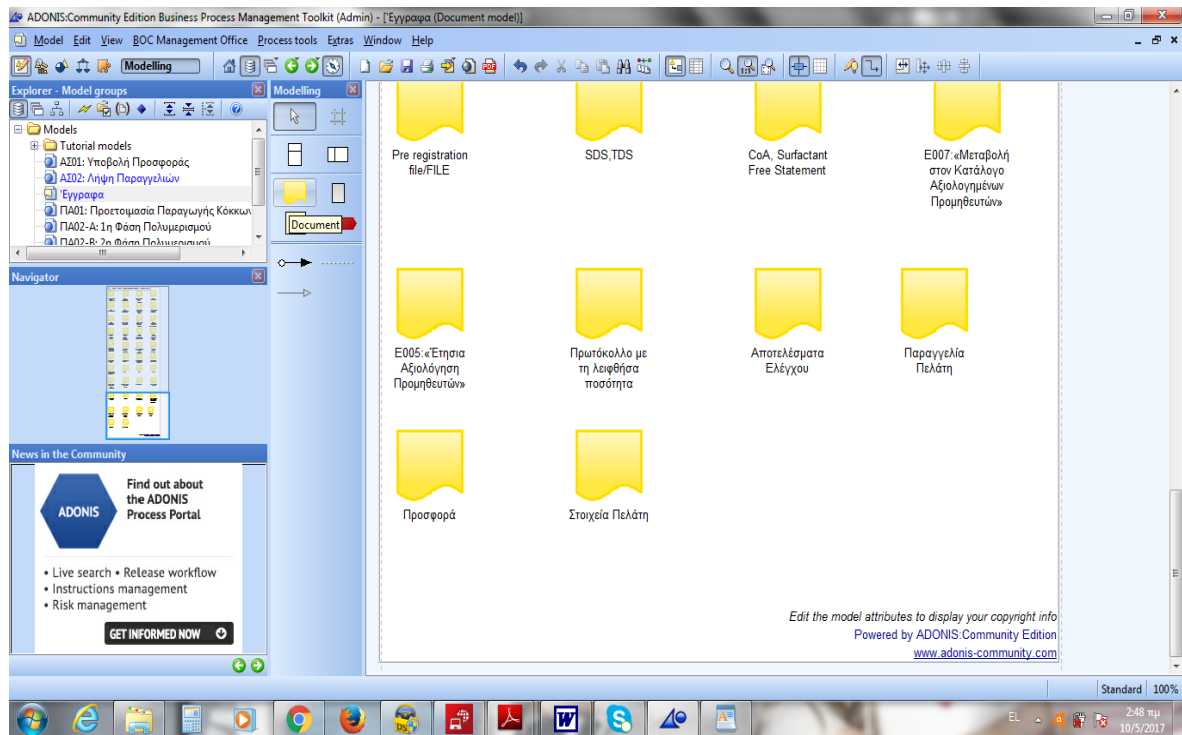 ADONIS:Community Edition Business Process Management Toolkit (Admin) - ['Έγγραφα (Document model)]
Model Edit View BOC Management Office Process tools Extras Window Help
Modelling
Explorer - Model groups
Models
Tutorial models
ΑΣ01: Υποβολή Προσφοράς
ΑΣ02: Λήψη Παραγγελιών
'Έγγραφα
ΠΑ01: Προετοιμασία Παραγωγής Κόκκων
ΠΑ02-Α: 1η Φάση Πολυμερισμού
ΠΑ02-Β: 2η Φάση Πολυμερισμού
Navigator
News in the Community
Find out about
the ADONIS
Process Portal
ADONIS
• Live search • Release workflow
• Instructions management
• Risk management
GET INFORMED NOW
Modelling
Document
Pre registration
file/FILE
SDS,TDS
CoA, Surfactant
Free Statement
Ε007:«Μεταβολή
στον Κατάλογο
Αξιολογημένων
Προμηθευτών»
Ε005:«Έτησια
Αξιολόγηση
Προμηθευτών»
Πρωτόκολλο με
τη λειφθήσα
ποσότητα
Αποτελέσματα
Ελέγχου
Παραγγελία
Πελάτη
Προσφορά
Στοιχεία Πελάτη
Edit the model attributes to display your copyright info
Powered by ADONIS:Community Edition
www.adonis-community.com
Standard 100%
EL
2:48 πμ
10/5/2017